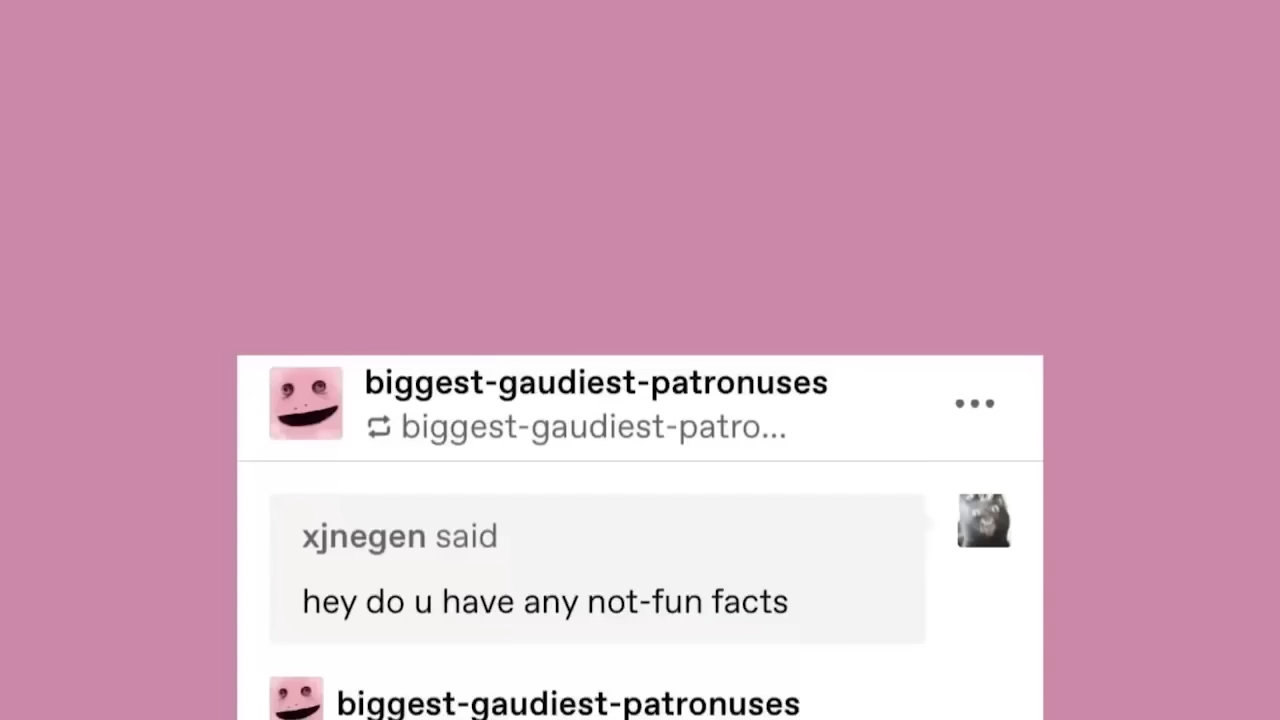 biggest-gaudiest-patronuses
biggest-gaudiest-patro...
xjnegen said
hey do u have any not-fun facts
biggest-gaudiest-patronuses